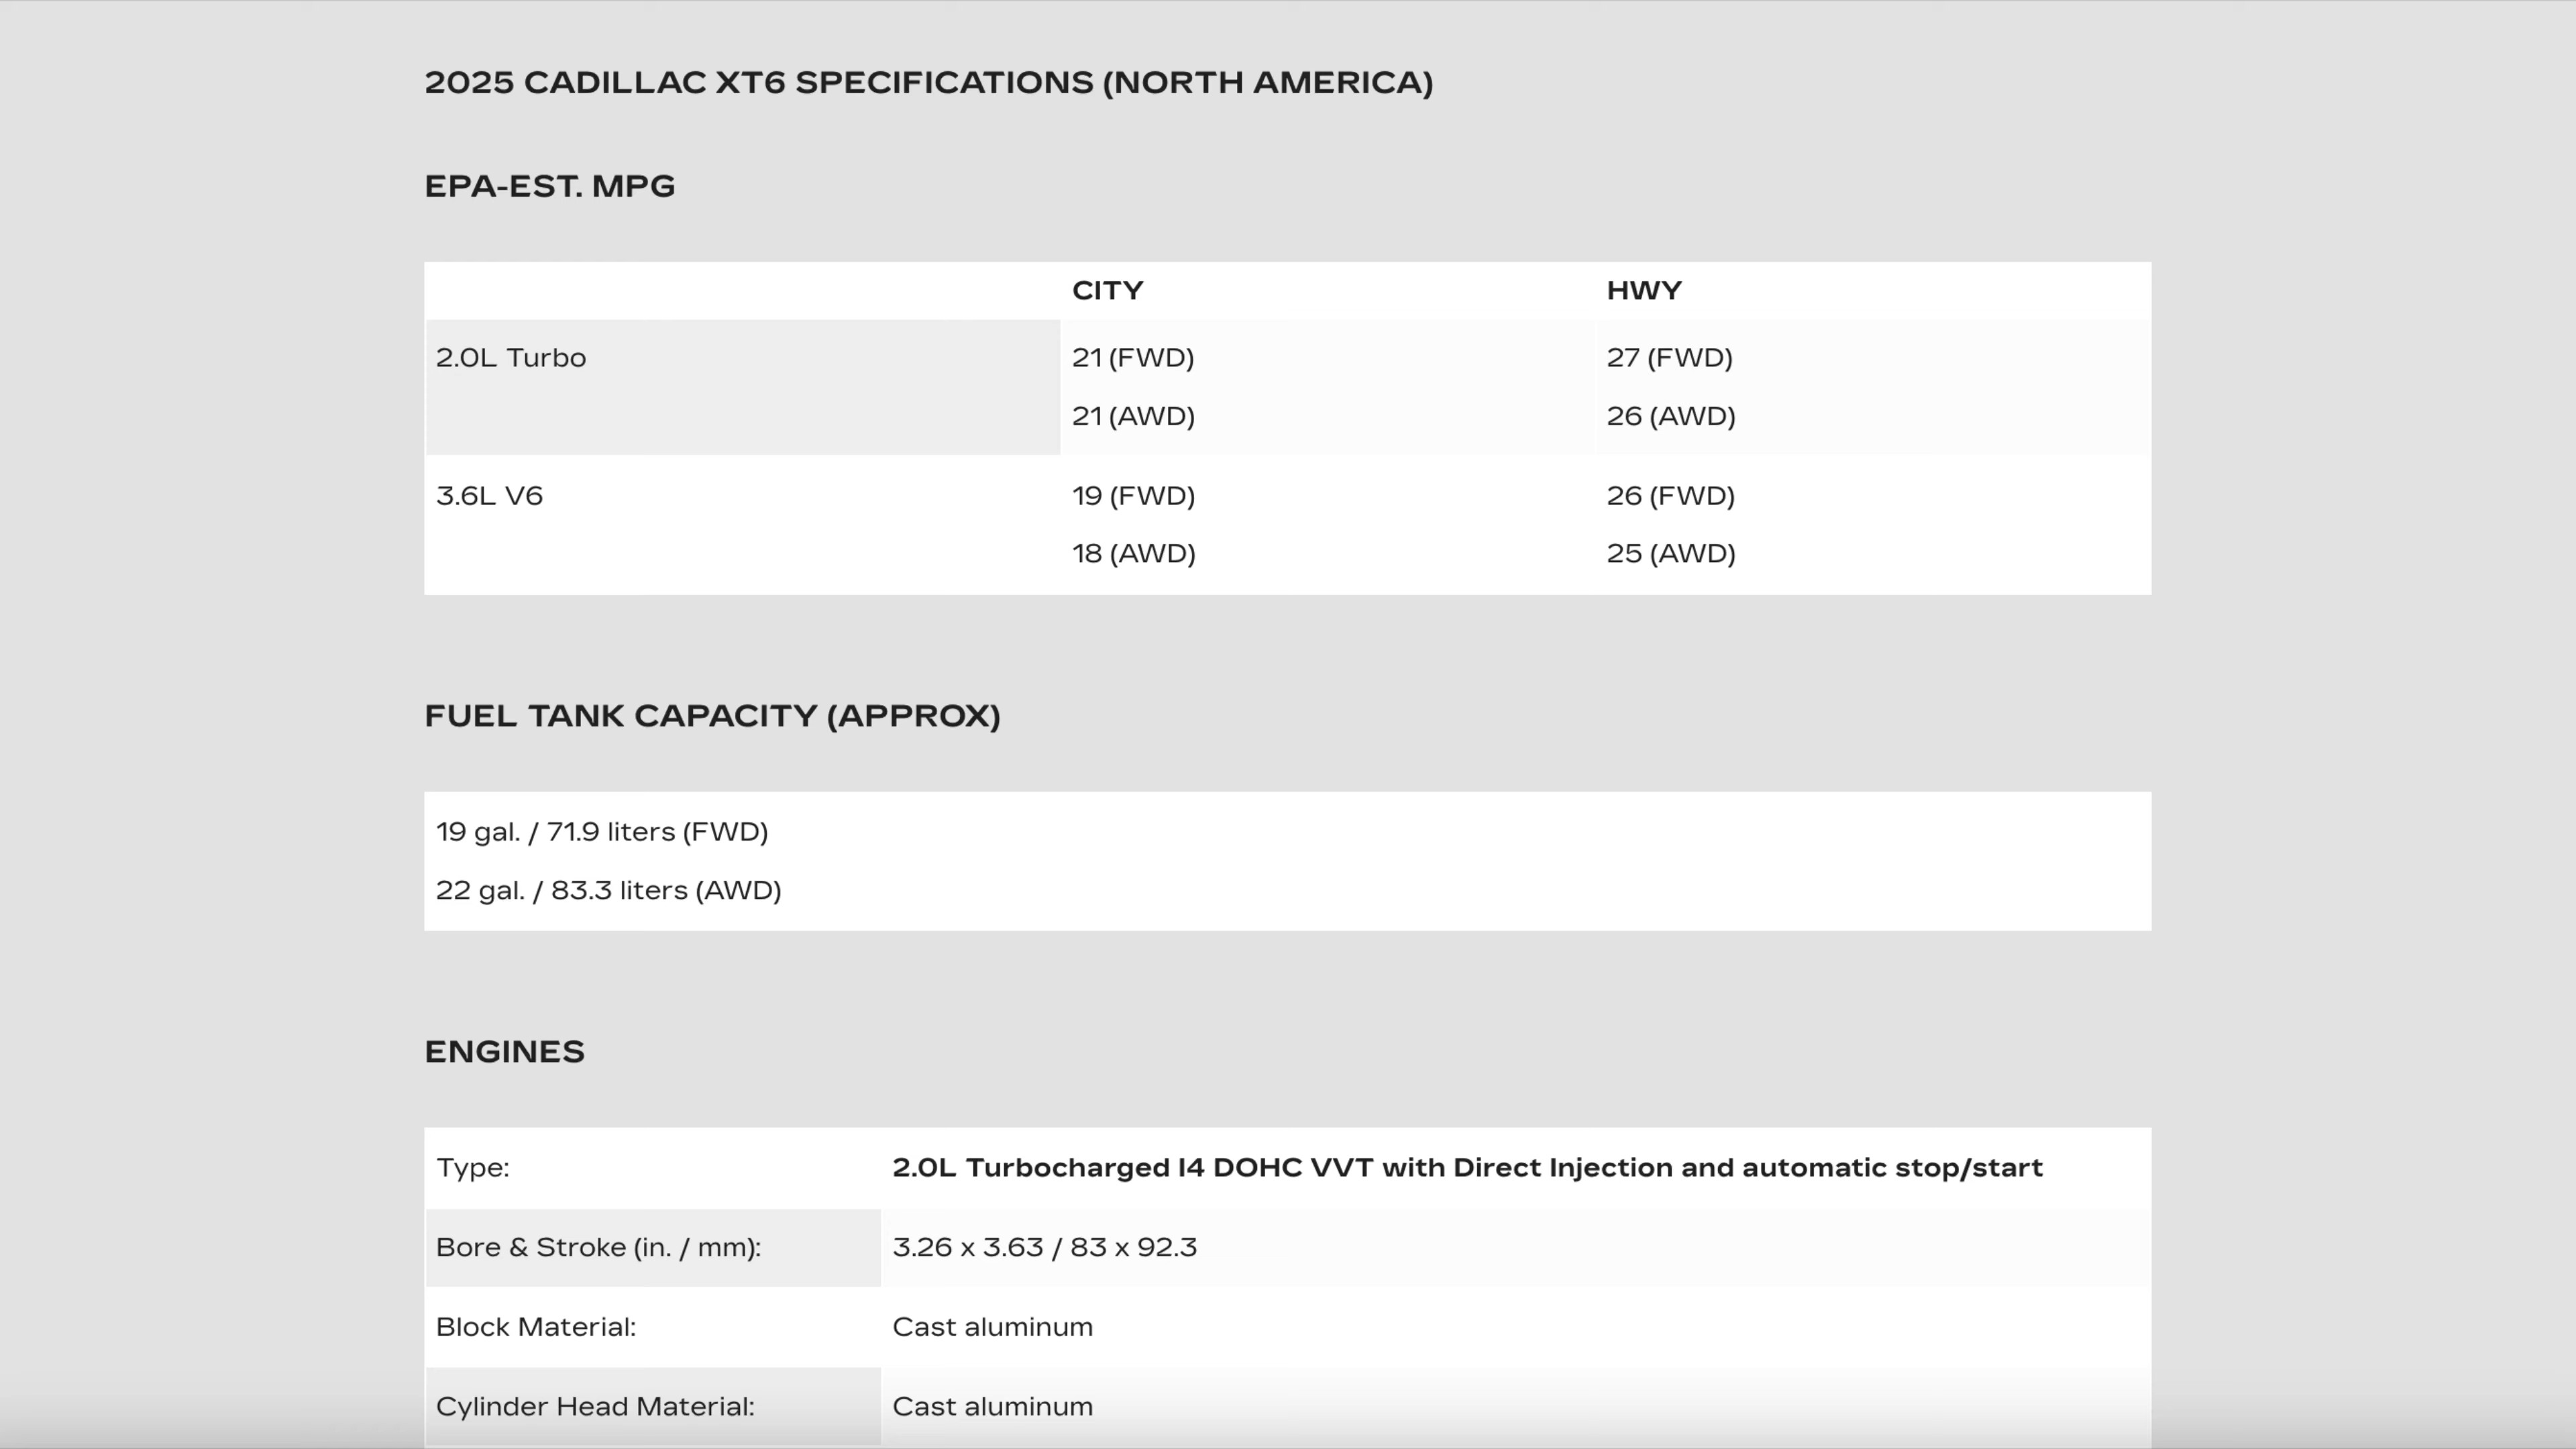 2025 CADILLAC XT6 SPECIFICATIONS (NORTH AMERICA)
EPA-EST. MPG
CITY HWY
2.0L Turbo 21 (FWD) 27 (FWD)
21 (AWD) 26 (AWD)
3.6L V6 19 (FWD) 26 (FWD)
18 (AWD) 25 (AWD)
FUEL TANK CAPACITY (APPROX)
19 gal. / 71.9 liters (FWD)
22 gal. / 83.3 liters (AWD)
ENGINES
Type: 2.0L Turbocharged I4 DOHC VVT with Direct Injection and automatic stop/start
Bore & Stroke (in. / mm): 3.26 x 3.63 / 83 x 92.3
Block Material: Cast aluminum
Cylinder Head Material: Cast aluminum